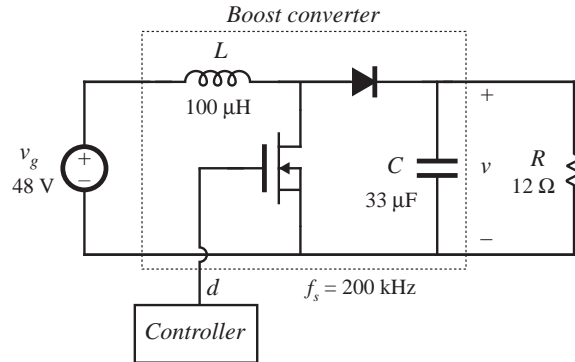 Boost converter
L
100 µH
+
v_g
48 V
+
−
C
33 µF
v
R
12 Ω
−
d
f_s = 200 kHz
Controller